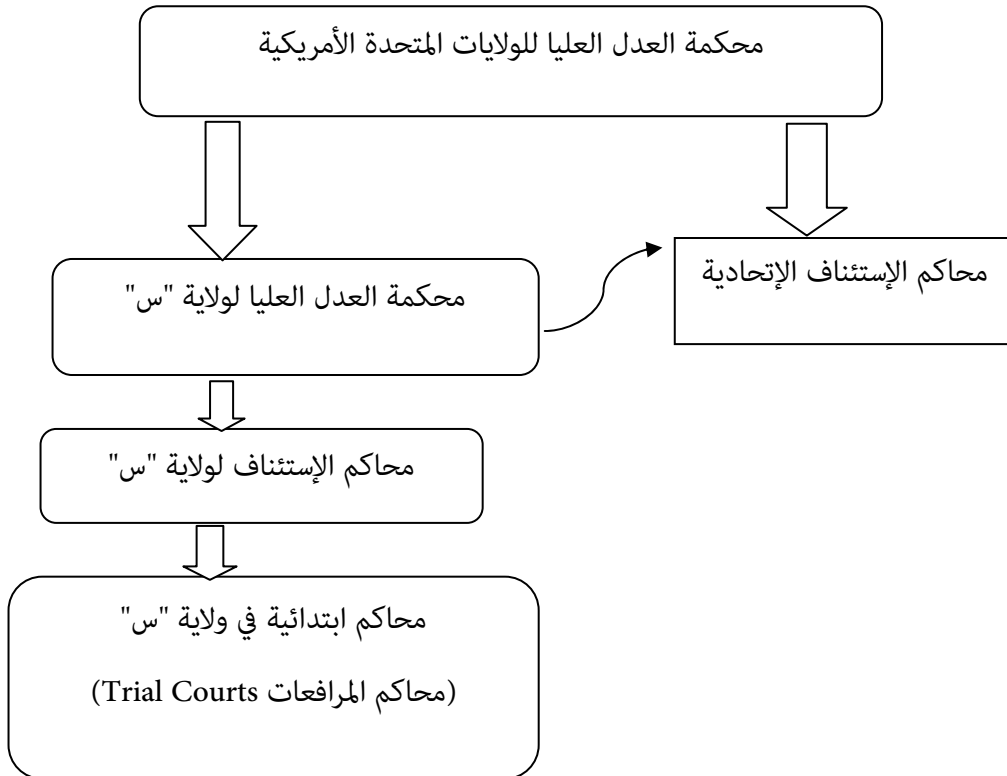 محكمة العدل العليا للولايات المتحدة الأمريكية
محاكم الإستئناف الإتحادية
محكمة العدل العليا لولاية "س"
محاكم الإستئناف لولاية "س"
محاكم ابتدائية في ولاية "س"
(محاكم المرافعات Trial Courts)